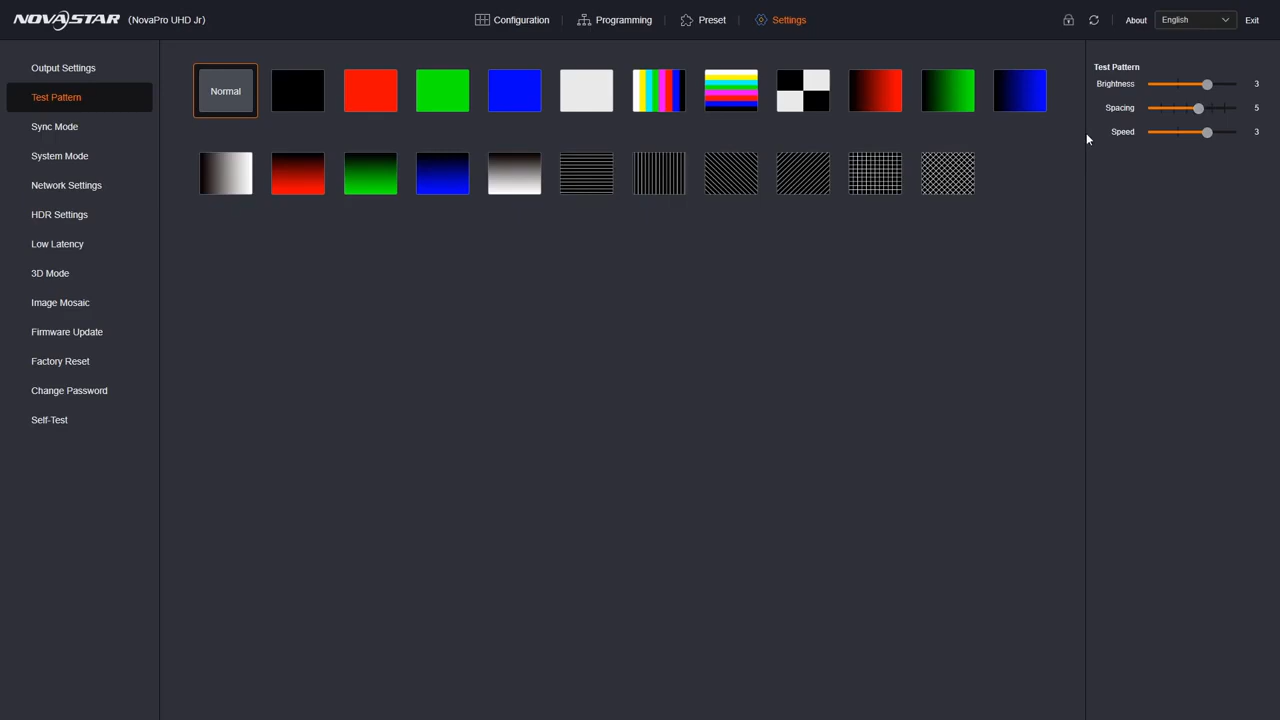 NOVASTAR (NovaPro UHD Jr) Configuration Programming Preset Settings About English Exit
Output Settings
Test Pattern
Sync Mode
System Mode
Network Settings
HDR Settings
Low Latency
3D Mode
Image Mosaic
Firmware Update
Factory Reset
Change Password
Self-Test
Normal
Test Pattern
Brightness 3
Spacing 5
Speed 3